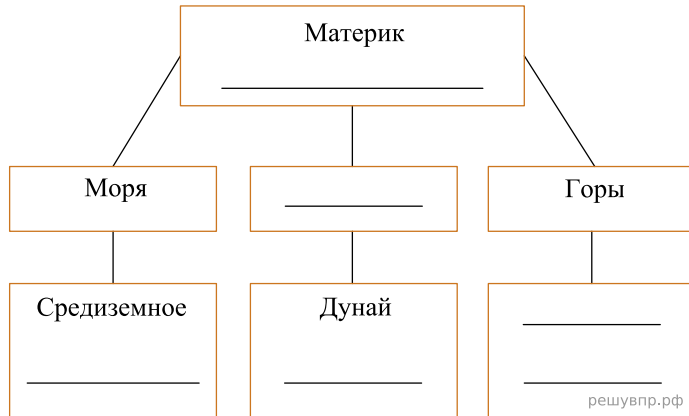 Материк
Моря
Горы
Средиземное
Дунай
решувпр.рф